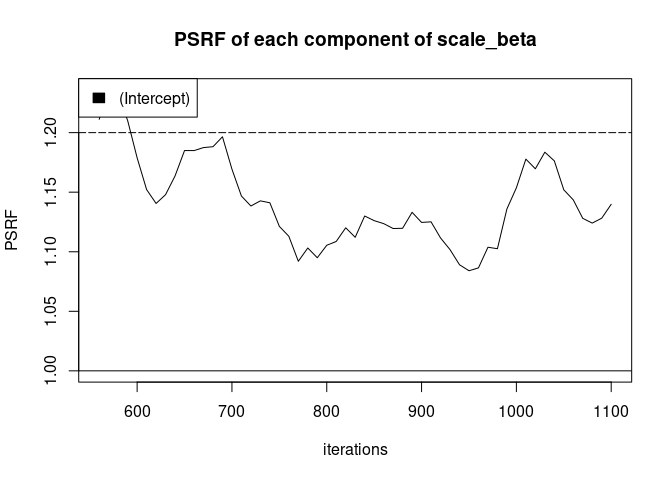 PSRF of each component of scale_beta
(Intercept)
PSRF
1.20
1.15
1.10
1.05
1.00
600 700 800 900 1000 1100
iterations